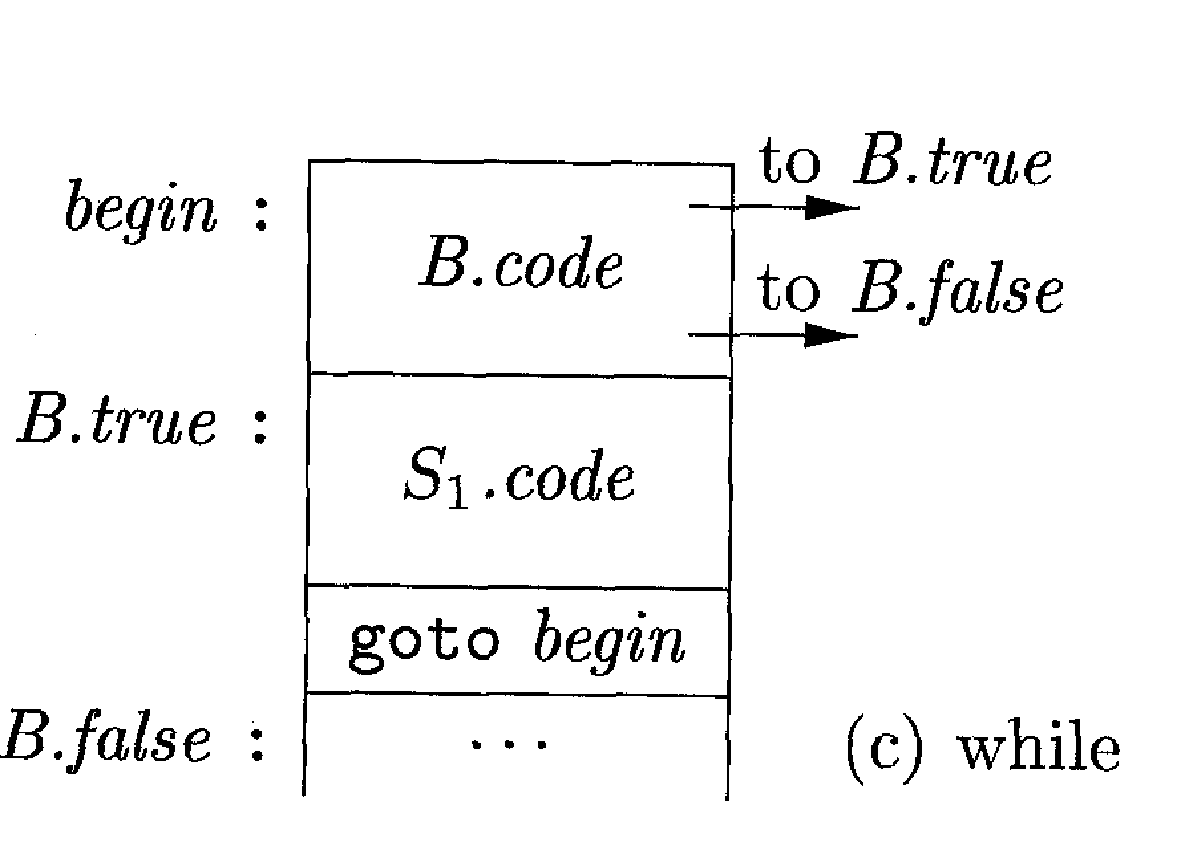 to B.true
begin :
B.code
to B.false
B.true :
S₁.code
goto begin
B.false : ...
(c) while